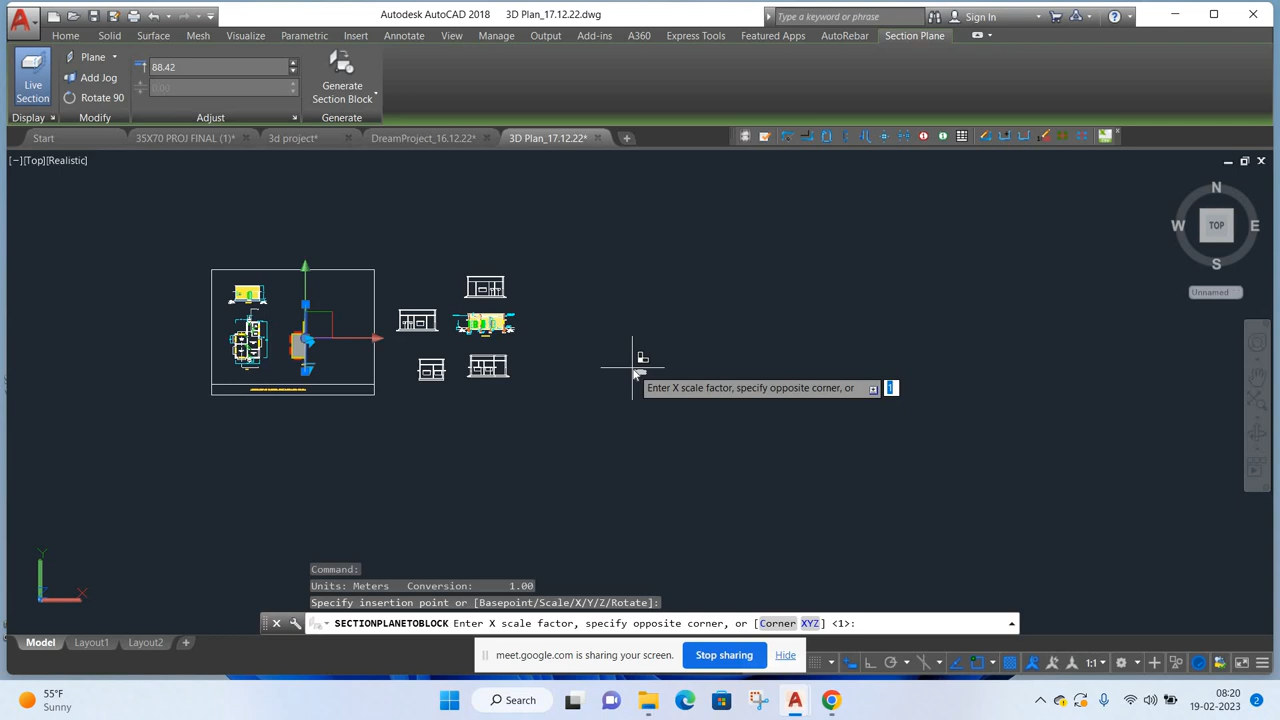 Autodesk AutoCAD 2018 3D Plan_17.12.22.dwg
Type a keyword or phrase
Sign In
Home Solid Surface Mesh Visualize Parametric Insert Annotate View Manage Output Add-ins A360 Express Tools Featured Apps AutoRebar Section Plane
Live Section
Plane
Add Jog
Rotate 90
88.42
0.00
Generate Section Block
Display Modify Adjust Generate
Start 35X70 PROJ FINAL (1)* 3d project* DreamProject_16.12.22* 3D Plan_17.12.22*
[−][Top][Realistic]
N
W TOP E
S
Unnamed
Enter X scale factor, specify opposite corner, or 1
Y
X
Command:
Units: Meters Conversion: 1.00
Specify insertion point or [Basepoint/Scale/X/Y/Z/Rotate]:
SECTIONPLANETOBLOCK Enter X scale factor, specify opposite corner, or [Corner XYZ] <1>:
Model Layout1 Layout2
meet.google.com is sharing your screen. Stop sharing Hide
1:1
55°F
Sunny
Search
08:20
19-02-2023
2